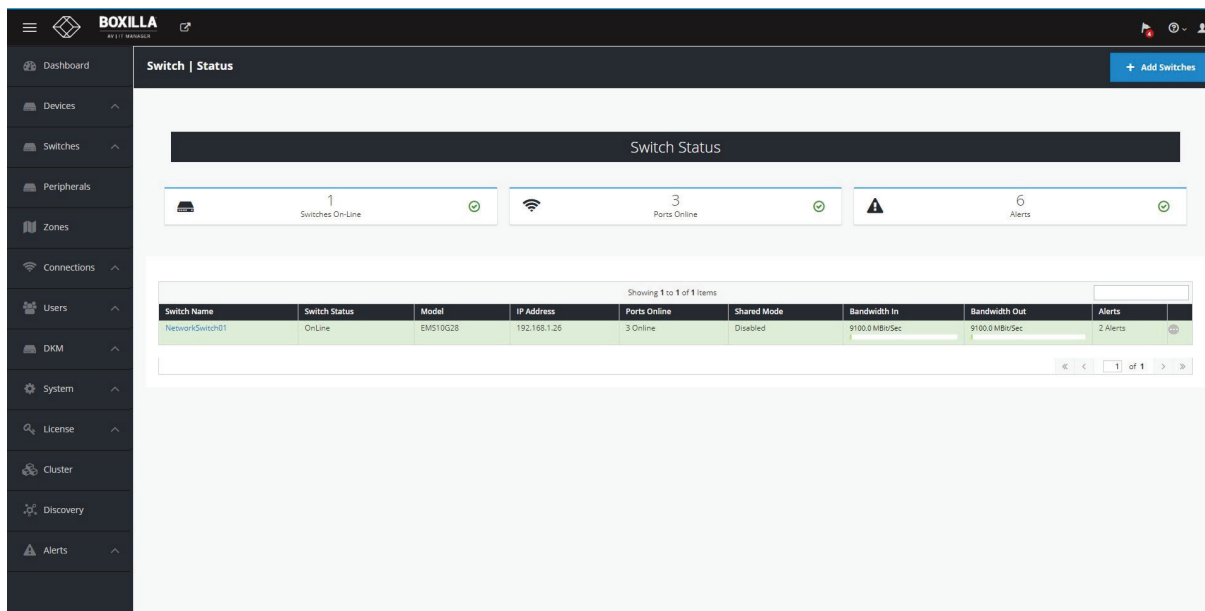 BOXILLA
AV | IT MANAGER
4
Dashboard
Devices
Switches
Peripherals
Zones
Connections
Users
DKM
System
License
Cluster
Discovery
Alerts
Switch | Status
+ Add Switches
Switch Status
1
Switches On-Line
3
Ports Online
6
Alerts
Showing 1 to 1 of 1 Items
Switch Name Switch Status Model IP Address Ports Online Shared Mode Bandwidth In Bandwidth Out Alerts
NetworkSwitch01 OnLine EMS10G28 192.168.1.26 3 Online Disabled 9100.0 MBit/Sec 9100.0 MBit/Sec 2 Alerts
« < 1 of 1 > »